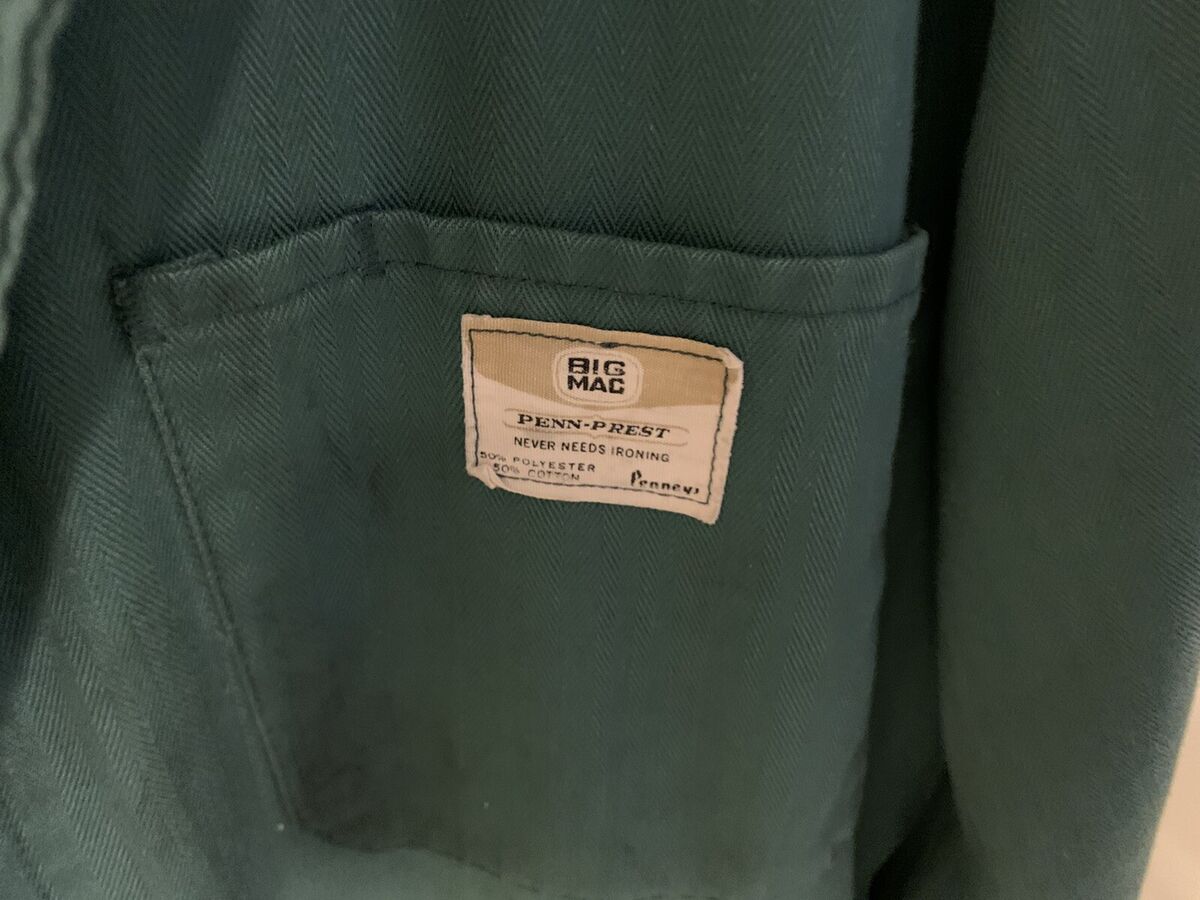 BIG
MAC
PENN-PREST
NEVER NEEDS IRONING
50% POLYESTER
50% COTTON
Penneys